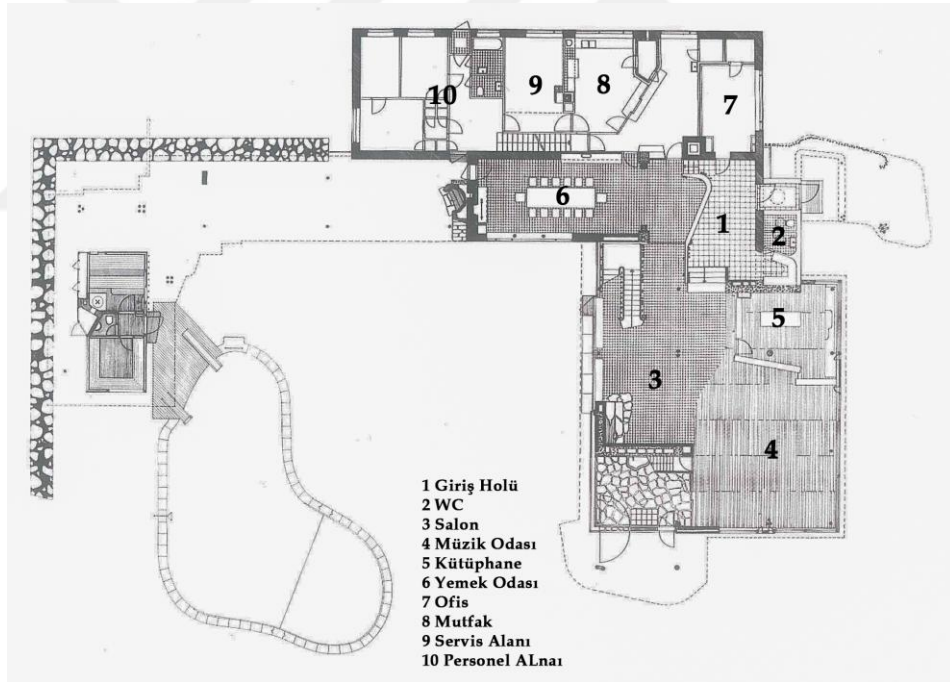 10
9
8
7
6
1
2
5
3
4
1 Giriş Holü
2 WC
3 Salon
4 Müzik Odası
5 Kütüphane
6 Yemek Odası
7 Ofis
8 Mutfak
9 Servis Alanı
10 Personel ALnaı